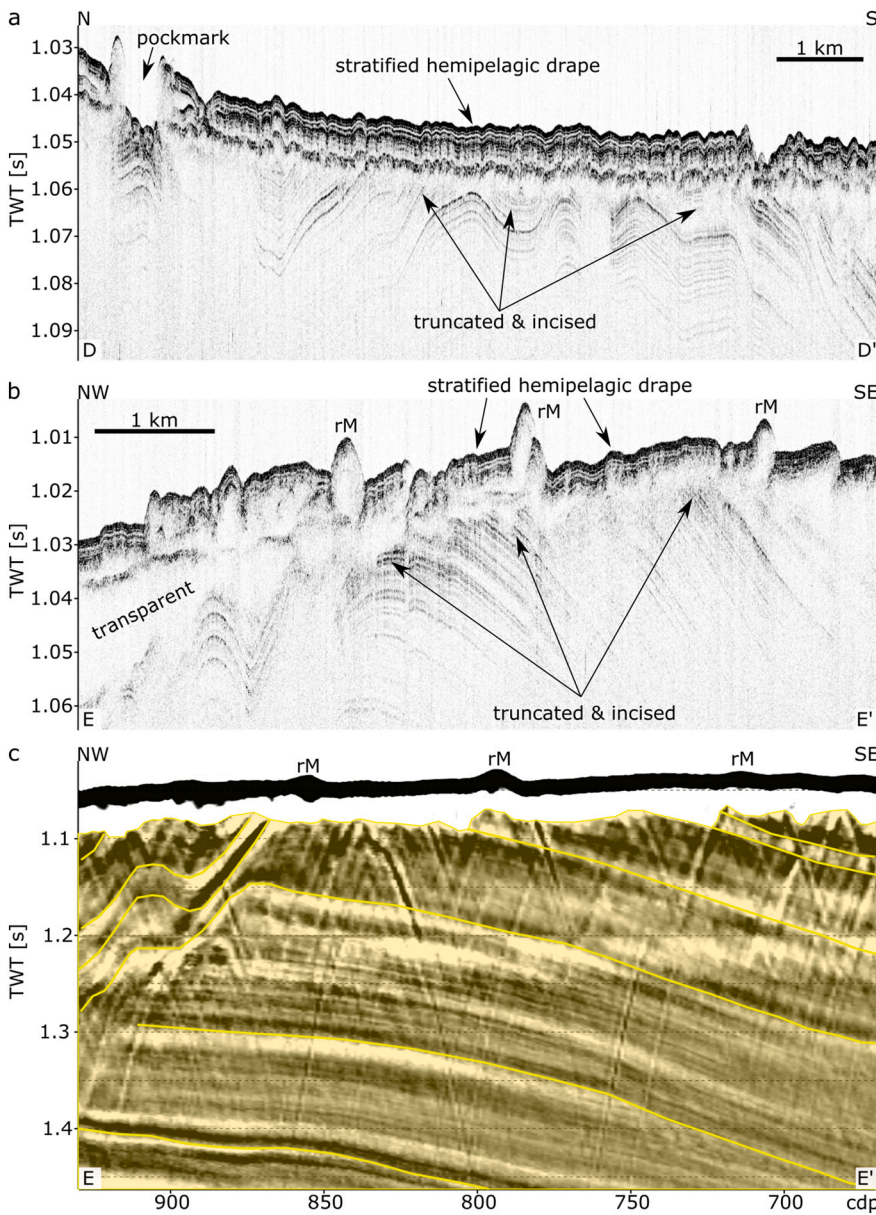 a N S
pockmark
stratified hemipelagic drape
1 km
1.03
1.04
1.05
1.06
1.07
1.08
1.09
TWT [s]
truncated & incised
D D'
b NW SE
stratified hemipelagic drape
1 km
rM rM rM
1.01
1.02
1.03
1.04
1.05
1.06
TWT [s]
transparent
truncated & incised
E E'
c NW SE
rM rM rM
1.1
1.2
1.3
1.4
TWT [s]
E E'
900 850 800 750 700 cdp